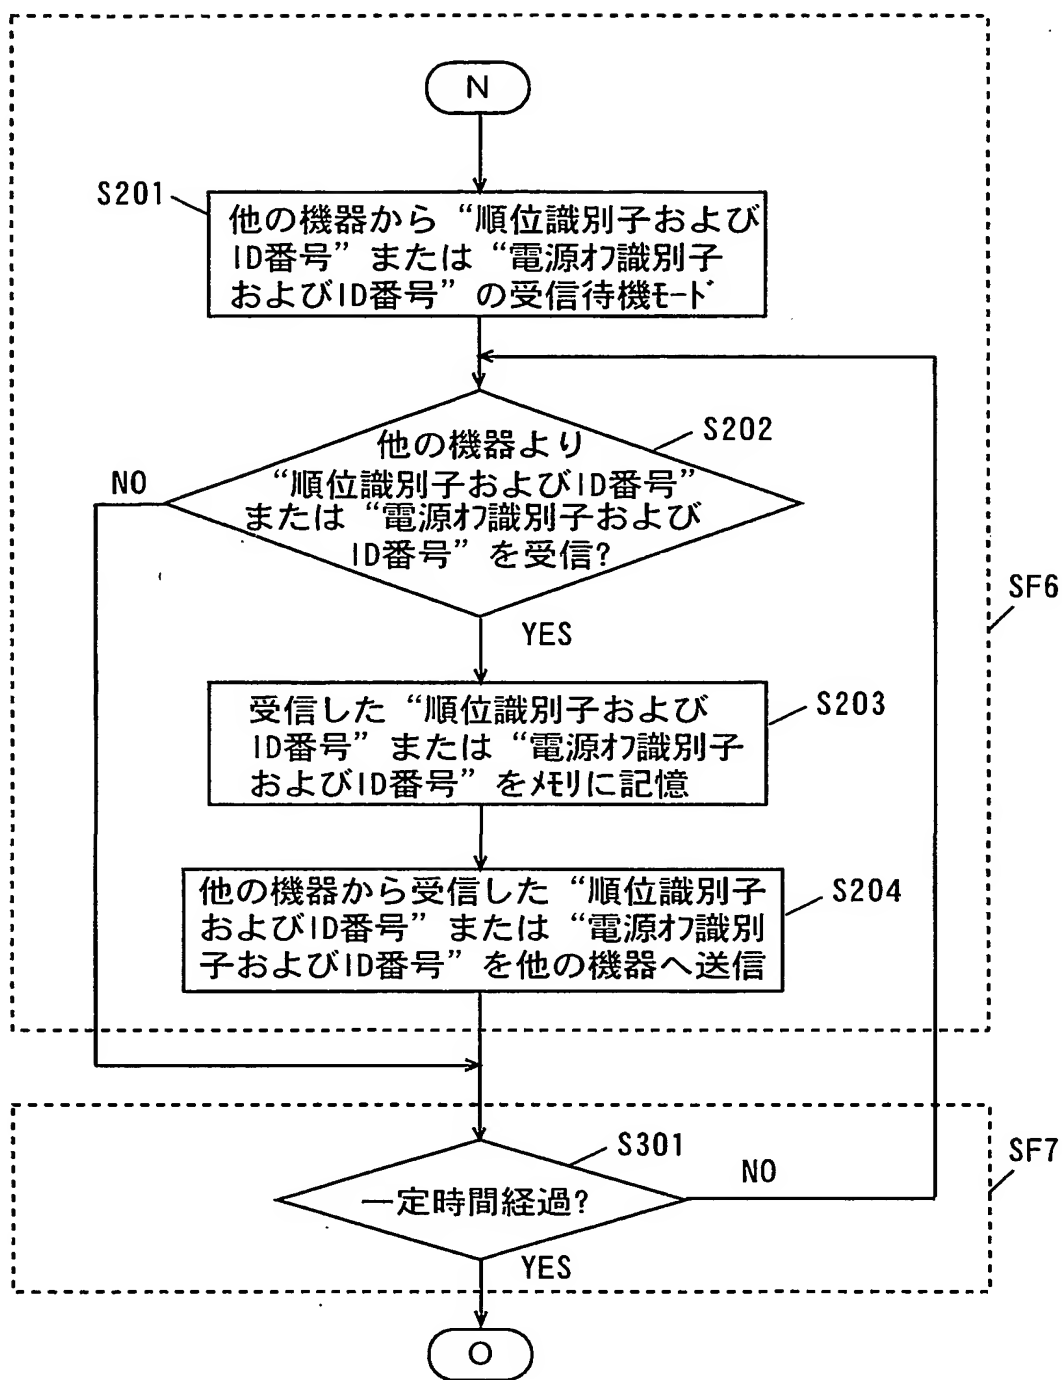 N
S201
他の機器から “順位識別子および
ID番号” または “電源ｵﾌ識別子
およびID番号” の受信待機ﾓｰﾄﾞ
S202
他の機器より
“順位識別子およびID番号”
または “電源ｵﾌ識別子および
ID番号” を受信?
NO
YES
SF6
S203
受信した “順位識別子および
ID番号” または “電源ｵﾌ識別子
およびID番号” をﾒﾓﾘに記憶
S204
他の機器から受信した “順位識別子
およびID番号” または “電源ｵﾌ識別
子およびID番号” を他の機器へ送信
S301
SF7
NO
一定時間経過?
YES
O